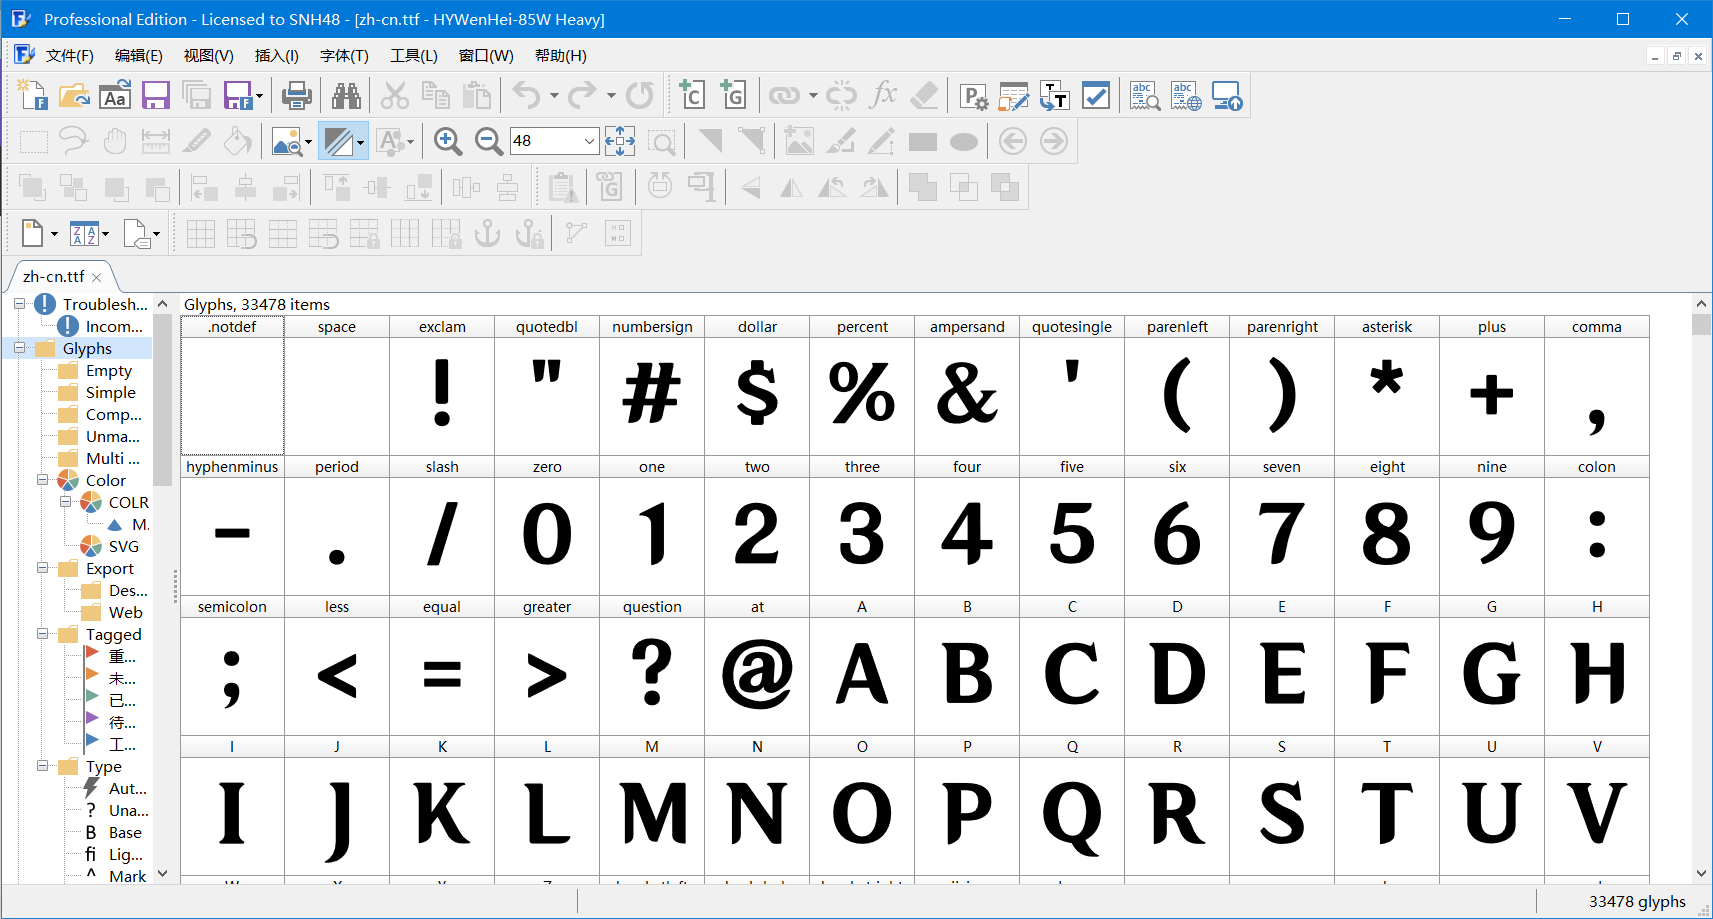 Professional Edition - Licensed to SNH48 - [zh-cn.ttf - HYWenHei-85W Heavy]
文件(F) 编辑(E) 视图(V) 插入(I) 字体(T) 工具(L) 窗口(W) 帮助(H)
48
zh-cn.ttf
Troublesh...
Incom...
Glyphs
Empty
Simple
Comp...
Unma...
Multi ...
Color
COLR
M.
SVG
Export
Des...
Web
Tagged
重...
未...
已...
待...
工...
Type
Aut...
? Una...
B Base
fi Lig...
^ Mark
Glyphs, 33478 items
.notdef space exclam quotedbl numbersign dollar percent ampersand quotesingle parenleft parenright asterisk plus comma
! " # $ % & ' ( ) * + ,
hyphenminus period slash zero one two three four five six seven eight nine colon
- . / 0 1 2 3 4 5 6 7 8 9 :
semicolon less equal greater question at A B C D E F G H
; < = > ? @ A B C D E F G H
I J K L M N O P Q R S T U V
I J K L M N O P Q R S T U V
33478 glyphs